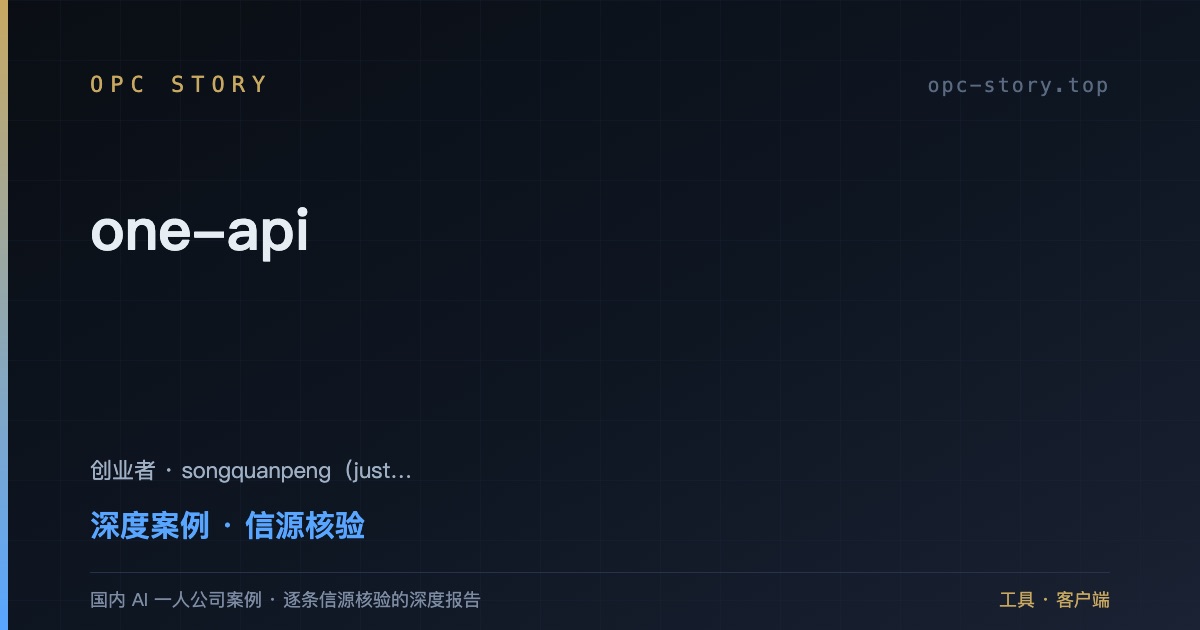 OPC STORY
opc-story.top
one-api
创业者 · songquanpeng（just…
深度案例 · 信源核验
国内 AI 一人公司案例 · 逐条信源核验的深度报告
工具 · 客户端